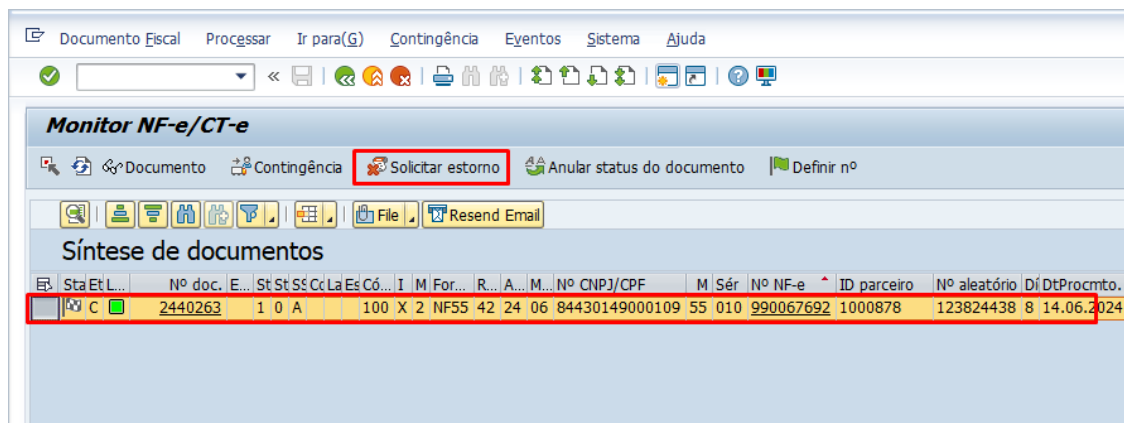 Documento Fiscal Processar Ir para(G) Contingência Eventos Sistema Ajuda
Monitor NF-e/CT-e
Documento Contingência Solicitar estorno Anular status do documento Definir nº
File Resend Email
Síntese de documentos
Sta Et L... Nº doc. E... St St SS Cc La Es Có... I M For... R... A... M... Nº CNPJ/CPF M Sér Nº NF-e ID parceiro Nº aleatório Dí DtProcmto.
C 2440263 1 0 A 100 X 2 NF55 42 24 06 84430149000109 55 010 990067692 1000878 123824438 8 14.06.2024